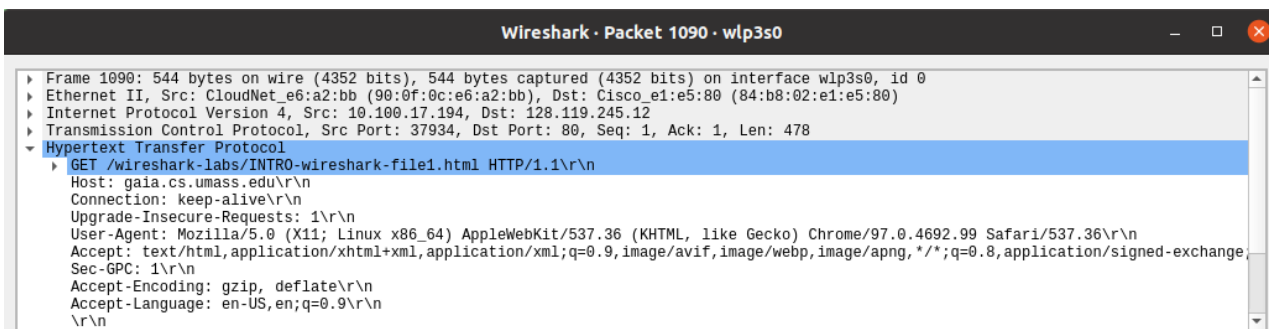 Wireshark · Packet 1090 · wlp3s0
Frame 1090: 544 bytes on wire (4352 bits), 544 bytes captured (4352 bits) on interface wlp3s0, id 0
Ethernet II, Src: CloudNet_e6:a2:bb (90:0f:0c:e6:a2:bb), Dst: Cisco_e1:e5:80 (84:b8:02:e1:e5:80)
Internet Protocol Version 4, Src: 10.100.17.194, Dst: 128.119.245.12
Transmission Control Protocol, Src Port: 37934, Dst Port: 80, Seq: 1, Ack: 1, Len: 478
Hypertext Transfer Protocol
GET /wireshark-labs/INTRO-wireshark-file1.html HTTP/1.1\r\n
Host: gaia.cs.umass.edu\r\n
Connection: keep-alive\r\n
Upgrade-Insecure-Requests: 1\r\n
User-Agent: Mozilla/5.0 (X11; Linux x86_64) AppleWebKit/537.36 (KHTML, like Gecko) Chrome/97.0.4692.99 Safari/537.36\r\n
Accept: text/html,application/xhtml+xml,application/xml;q=0.9,image/avif,image/webp,image/apng,*/*;q=0.8,application/signed-exchange;
Sec-GPC: 1\r\n
Accept-Encoding: gzip, deflate\r\n
Accept-Language: en-US,en;q=0.9\r\n
\r\n